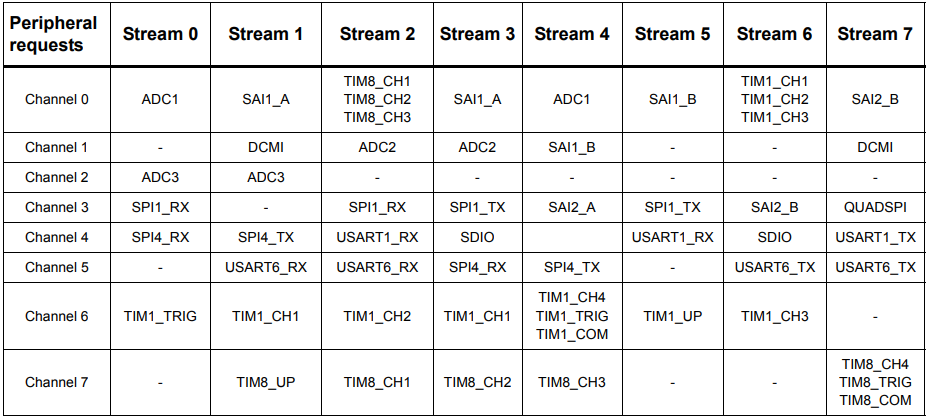 Peripheral requests Stream 0 Stream 1 Stream 2 Stream 3 Stream 4 Stream 5 Stream 6 Stream 7
Channel 0 ADC1 SAI1_A TIM8_CH1 TIM8_CH2 TIM8_CH3 SAI1_A ADC1 SAI1_B TIM1_CH1 TIM1_CH2 TIM1_CH3 SAI2_B
Channel 1 - DCMI ADC2 ADC2 SAI1_B - - DCMI
Channel 2 ADC3 ADC3 - - - - - -
Channel 3 SPI1_RX - SPI1_RX SPI1_TX SAI2_A SPI1_TX SAI2_B QUADSPI
Channel 4 SPI4_RX SPI4_TX USART1_RX SDIO USART1_RX SDIO USART1_TX
Channel 5 - USART6_RX USART6_RX SPI4_RX SPI4_TX - USART6_TX USART6_TX
Channel 6 TIM1_TRIG TIM1_CH1 TIM1_CH2 TIM1_CH1 TIM1_CH4 TIM1_TRIG TIM1_COM TIM1_UP TIM1_CH3 -
Channel 7 - TIM8_UP TIM8_CH1 TIM8_CH2 TIM8_CH3 - - TIM8_CH4 TIM8_TRIG TIM8_COM